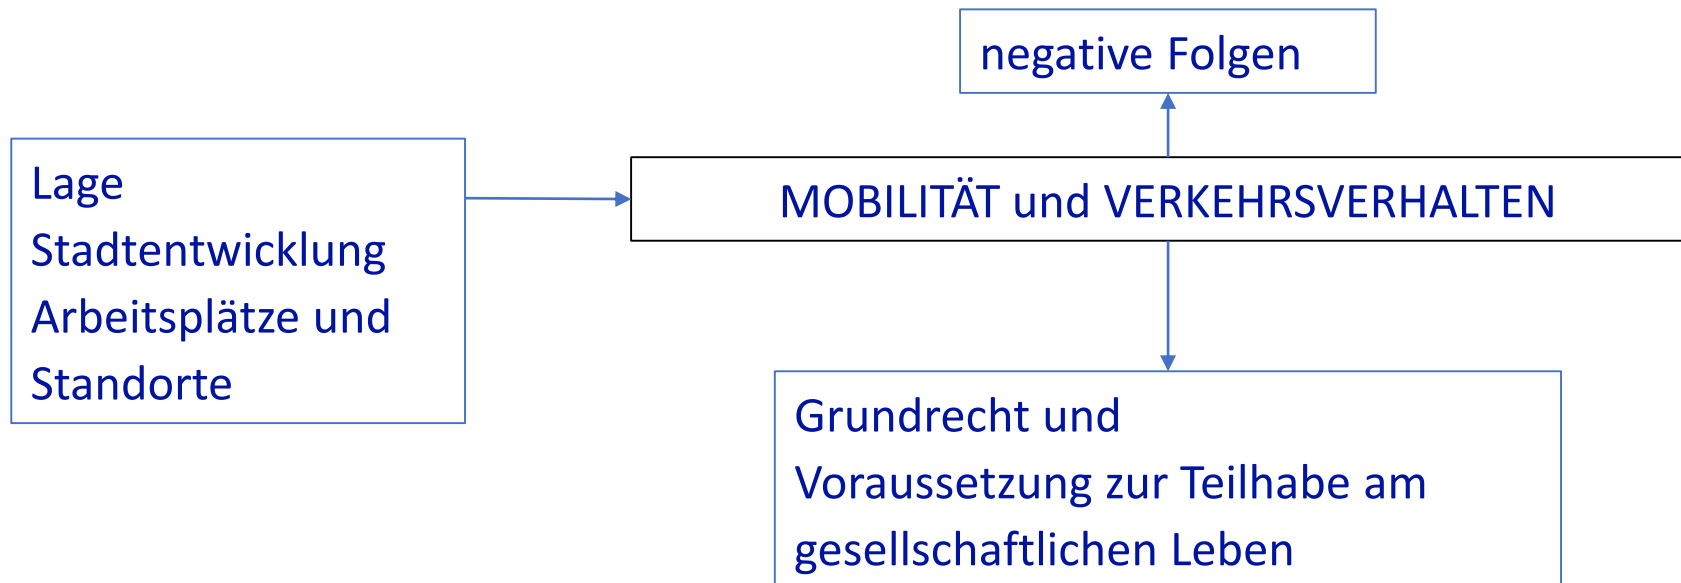 negative Folgen
Lage
Stadtentwicklung
Arbeitsplätze und
Standorte
MOBILITÄT und VERKEHRSVERHALTEN
Grundrecht und
Voraussetzung zur Teilhabe am
gesellschaftlichen Leben